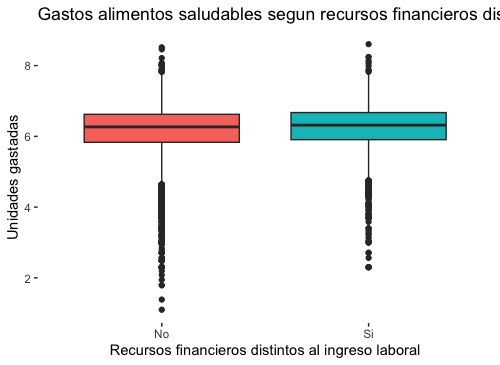 Gastos alimentos saludables segun recursos financieros dis
Unidades gastadas
8
6
4
2
No
Si
Recursos financieros distintos al ingreso laboral